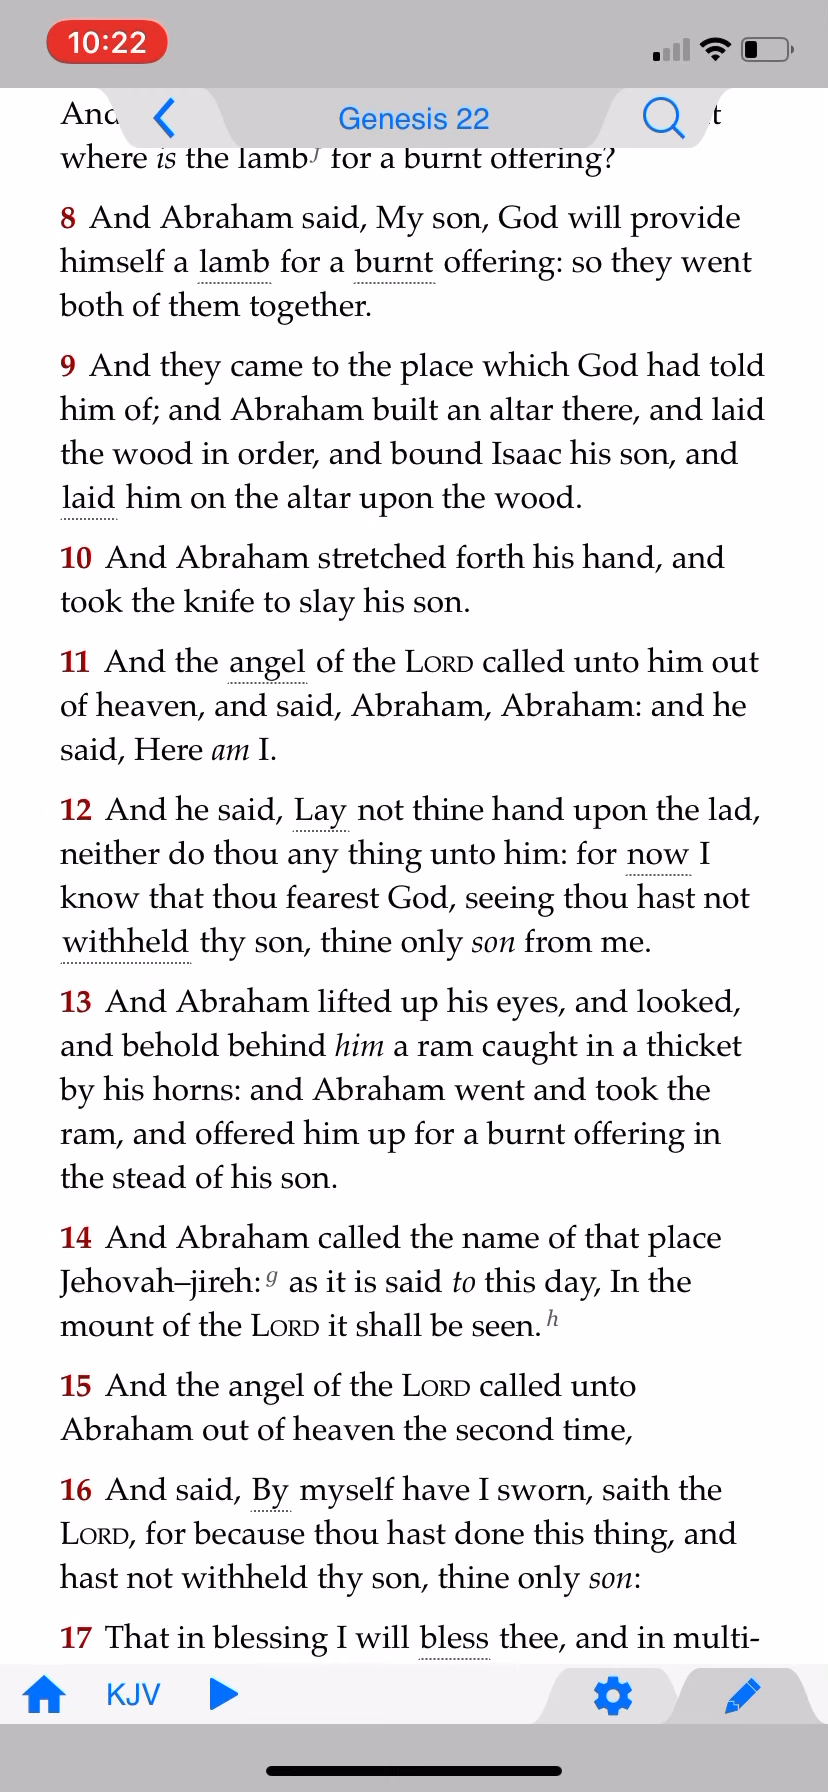 10:22
And
Genesis 22
t
where is the lamb f for a burnt offering?
8 And Abraham said, My son, God will provide
himself a lamb for a burnt offering: so they went
both of them together.
9 And they came to the place which God had told
him of; and Abraham built an altar there, and laid
the wood in order, and bound Isaac his son, and
laid him on the altar upon the wood.
10 And Abraham stretched forth his hand, and
took the knife to slay his son.
11 And the angel of the LORD called unto him out
of heaven, and said, Abraham, Abraham: and he
said, Here am I.
12 And he said, Lay not thine hand upon the lad,
neither do thou any thing unto him: for now I
know that thou fearest God, seeing thou hast not
withheld thy son, thine only son from me.
13 And Abraham lifted up his eyes, and looked,
and behold behind him a ram caught in a thicket
by his horns: and Abraham went and took the
ram, and offered him up for a burnt offering in
the stead of his son.
14 And Abraham called the name of that place
Jehovah–jireh: g as it is said to this day, In the
mount of the LORD it shall be seen. h
15 And the angel of the LORD called unto
Abraham out of heaven the second time,
16 And said, By myself have I sworn, saith the
LORD, for because thou hast done this thing, and
hast not withheld thy son, thine only son:
17 That in blessing I will bless thee, and in multi-
KJV